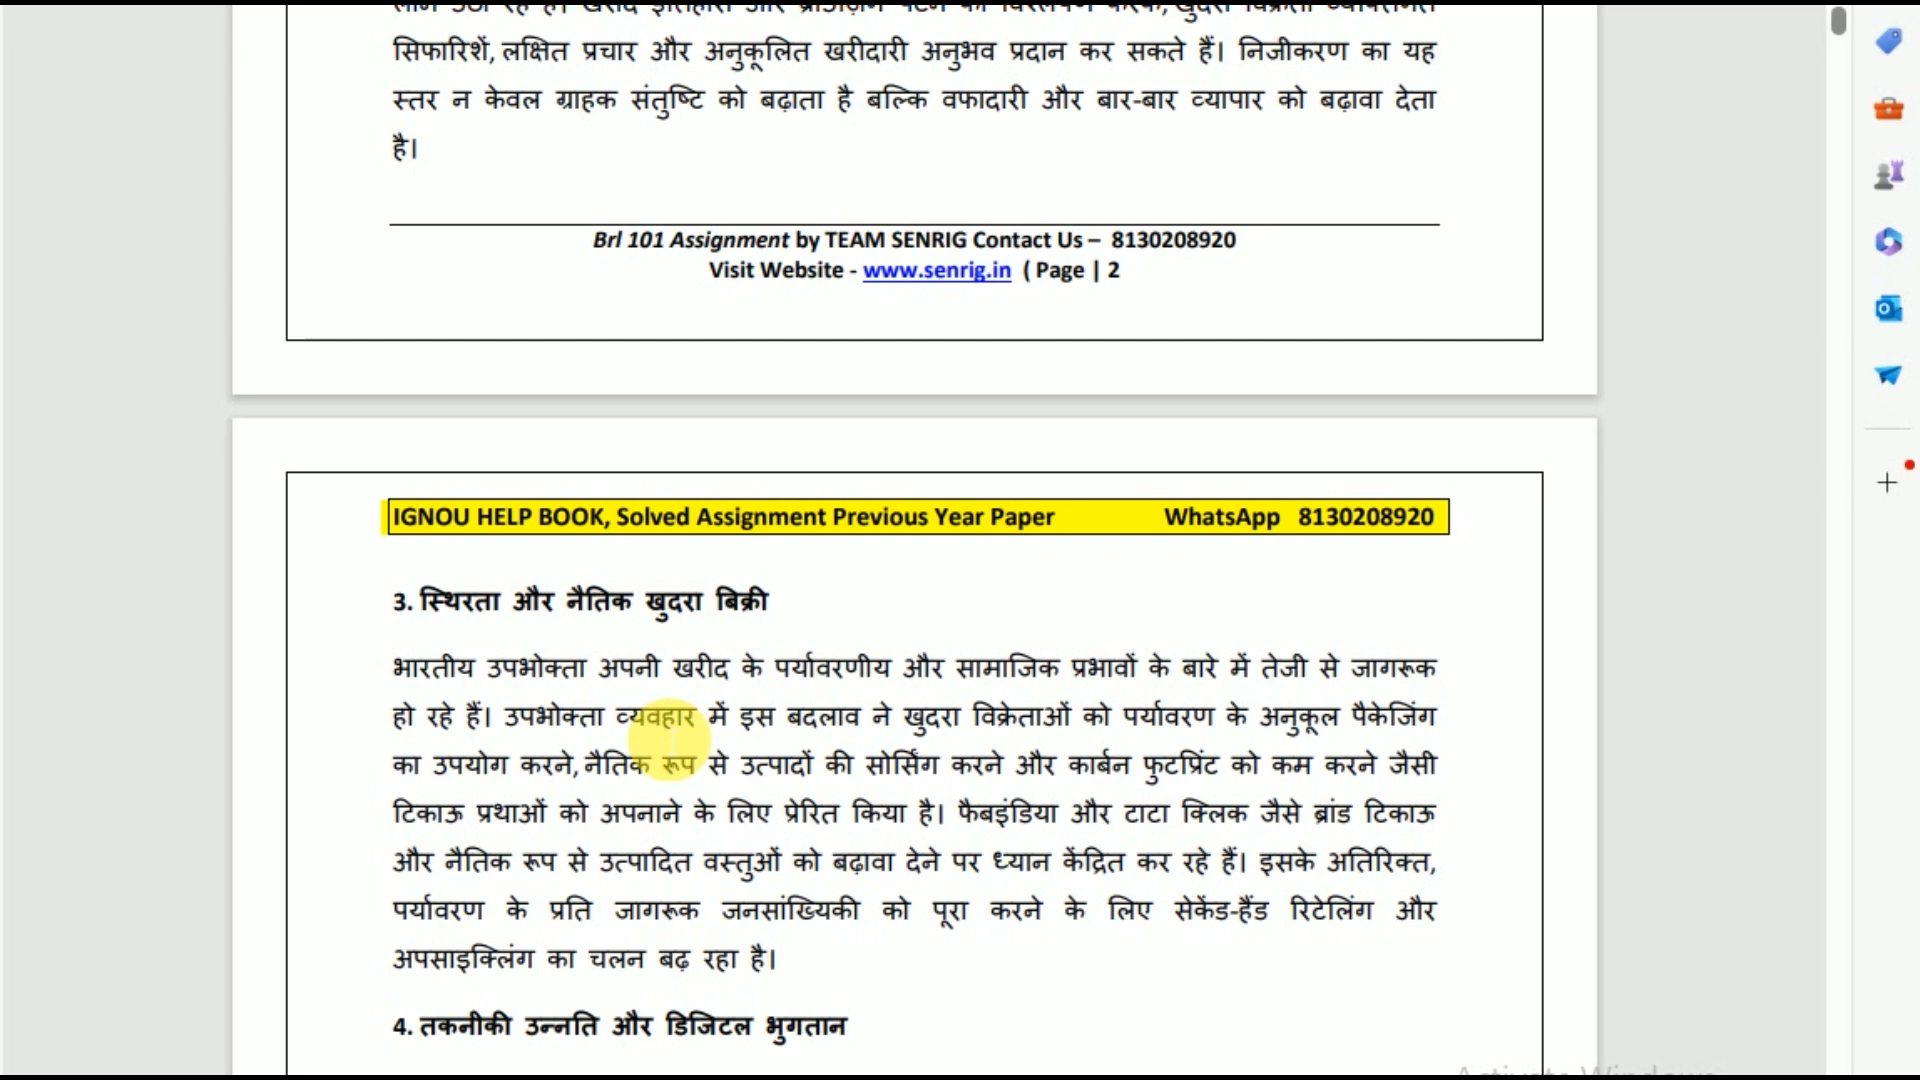 सिफारिशें, लक्षित प्रचार और अनुकूलित खरीदारी अनुभव प्रदान कर सकते हैं। निजीकरण का यह
स्तर न केवल ग्राहक संतुष्टि को बढ़ाता है बल्कि वफादारी और बार-बार व्यापार को बढ़ावा देता
है।
Brl 101 Assignment by TEAM SENRIG Contact Us – 8130208920
Visit Website - www.senrig.in ( Page | 2
IGNOU HELP BOOK, Solved Assignment Previous Year Paper WhatsApp 8130208920
3. स्थिरता और नैतिक खुदरा बिक्री
भारतीय उपभोक्ता अपनी खरीद के पर्यावरणीय और सामाजिक प्रभावों के बारे में तेजी से जागरूक
हो रहे हैं। उपभोक्ता व्यवहार में इस बदलाव ने खुदरा विक्रेताओं को पर्यावरण के अनुकूल पैकेजिंग
का उपयोग करने, नैतिक रूप से उत्पादों की सोर्सिंग करने और कार्बन फुटप्रिंट को कम करने जैसी
टिकाऊ प्रथाओं को अपनाने के लिए प्रेरित किया है। फैबइंडिया और टाटा क्लिक जैसे ब्रांड टिकाऊ
और नैतिक रूप से उत्पादित वस्तुओं को बढ़ावा देने पर ध्यान केंद्रित कर रहे हैं। इसके अतिरिक्त,
पर्यावरण के प्रति जागरूक जनसांख्यिकी को पूरा करने के लिए सेकेंड-हैंड रिटेलिंग और
अपसाइक्लिंग का चलन बढ़ रहा है।
4. तकनीकी उन्नति और डिजिटल भुगतान